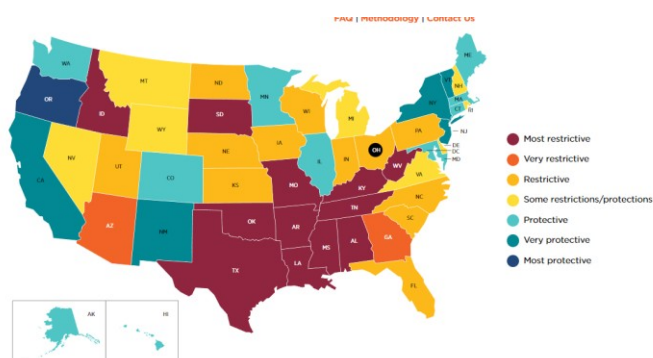 FAQ | Methodology | Contact Us
WA
ME
MT
ND
MN
OR
VT
NH
ID
SD
WI
NY
MA
WY
MI
CT
RI
IA
PA
NE
NJ
NV
OH
DE
UT
IL
IN
DC
CO
WV
MD
CA
VA
KS
MO
KY
NC
TN
AZ
OK
NM
AR
SC
MS
AL
GA
TX
LA
FL
AK
HI
Most restrictive
Very restrictive
Restrictive
Some restrictions/protections
Protective
Very protective
Most protective